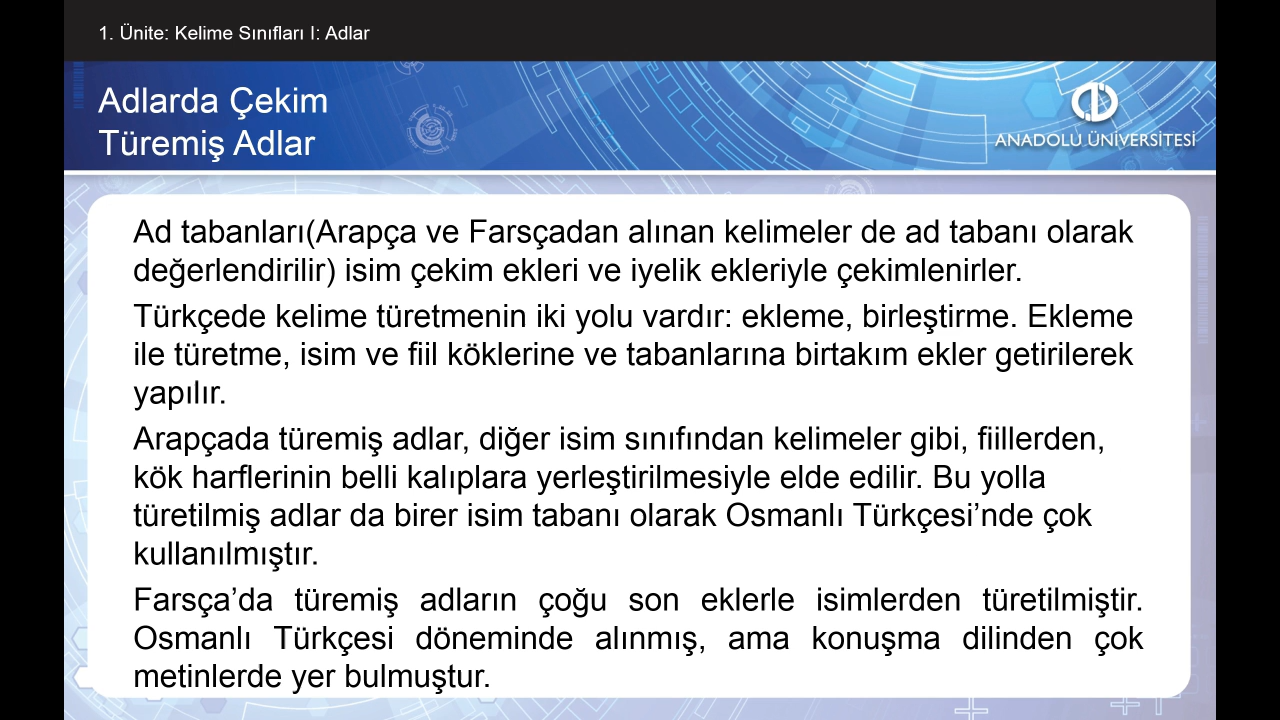 1. Ünite: Kelime Sınıfları I: Adlar
Adlarda Çekim
Türemiş Adlar
ANADOLU ÜNİVERSİTESİ
Ad tabanları(Arapça ve Farsçadan alınan kelimeler de ad tabanı olarak
değerlendirilir) isim çekim ekleri ve iyelik ekleriyle çekimlenirler.
Türkçede kelime türetmenin iki yolu vardır: ekleme, birleştirme. Ekleme
ile türetme, isim ve fiil köklerine ve tabanlarına birtakım ekler getirilerek
yapılır.
Arapçada türemiş adlar, diğer isim sınıfından kelimeler gibi, fiillerden,
kök harflerinin belli kalıplara yerleştirilmesiyle elde edilir. Bu yolla
türetilmiş adlar da birer isim tabanı olarak Osmanlı Türkçesi’nde çok
kullanılmıştır.
Farsça’da türemiş adların çoğu son eklerle isimlerden türetilmiştir.
Osmanlı Türkçesi döneminde alınmış, ama konuşma dilinden çok
metinlerde yer bulmuştur.